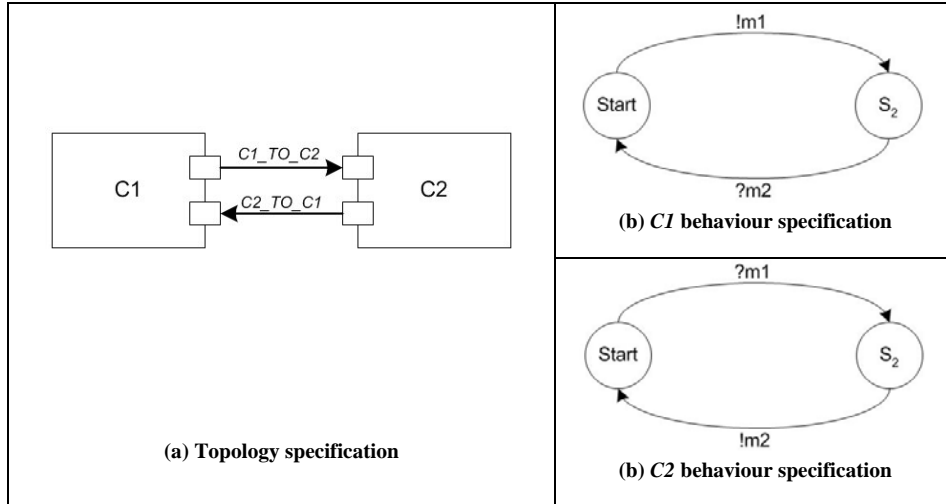 C1
C1_TO_C2
C2_TO_C1
C2
(a) Topology specification
!m1
Start
S2
?m2
(b) C1 behaviour specification
?m1
Start
S2
!m2
(b) C2 behaviour specification